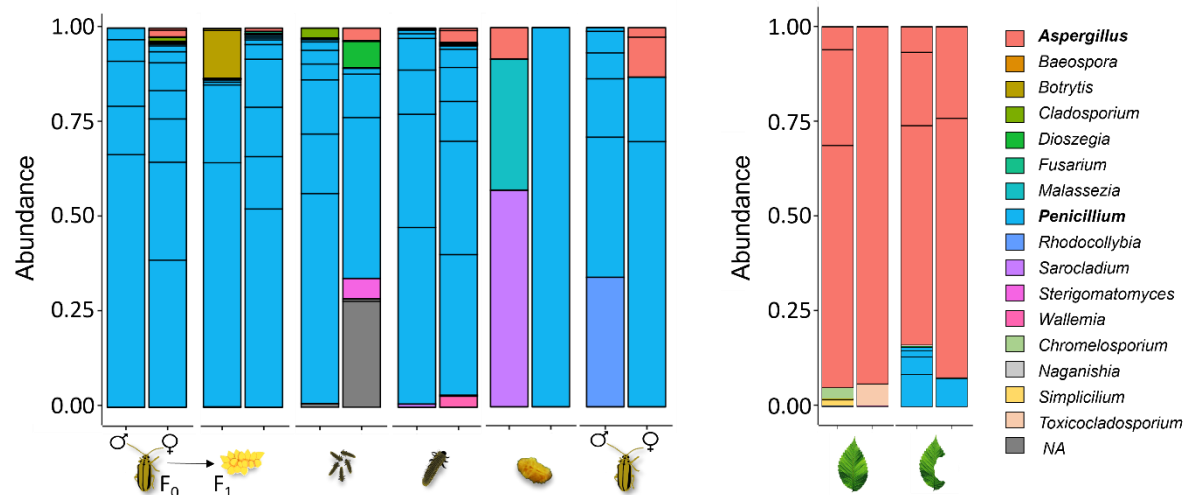 Abundance
1.00
0.75
0.50
0.25
0.00
♂ ♀
F0 F1
♂ ♀
Abundance
1.00
0.75
0.50
0.25
0.00
Aspergillus
Baeospora
Botrytis
Cladosporium
Dioszegia
Fusarium
Malassezia
Penicillium
Rhodocollybia
Sarocladium
Sterigomatomyces
Wallemia
Chromelosporium
Naganishia
Simplicilium
Toxicocladosporium
NA